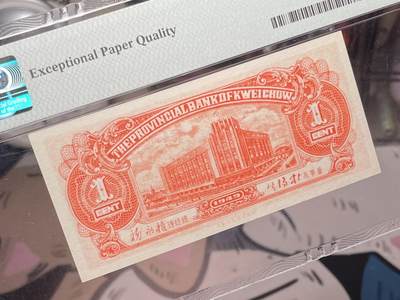 Exceptional Paper Quality
THE PROVINCIAL BANK OF KWEICHOW
1
CENT
1
CENT
1949